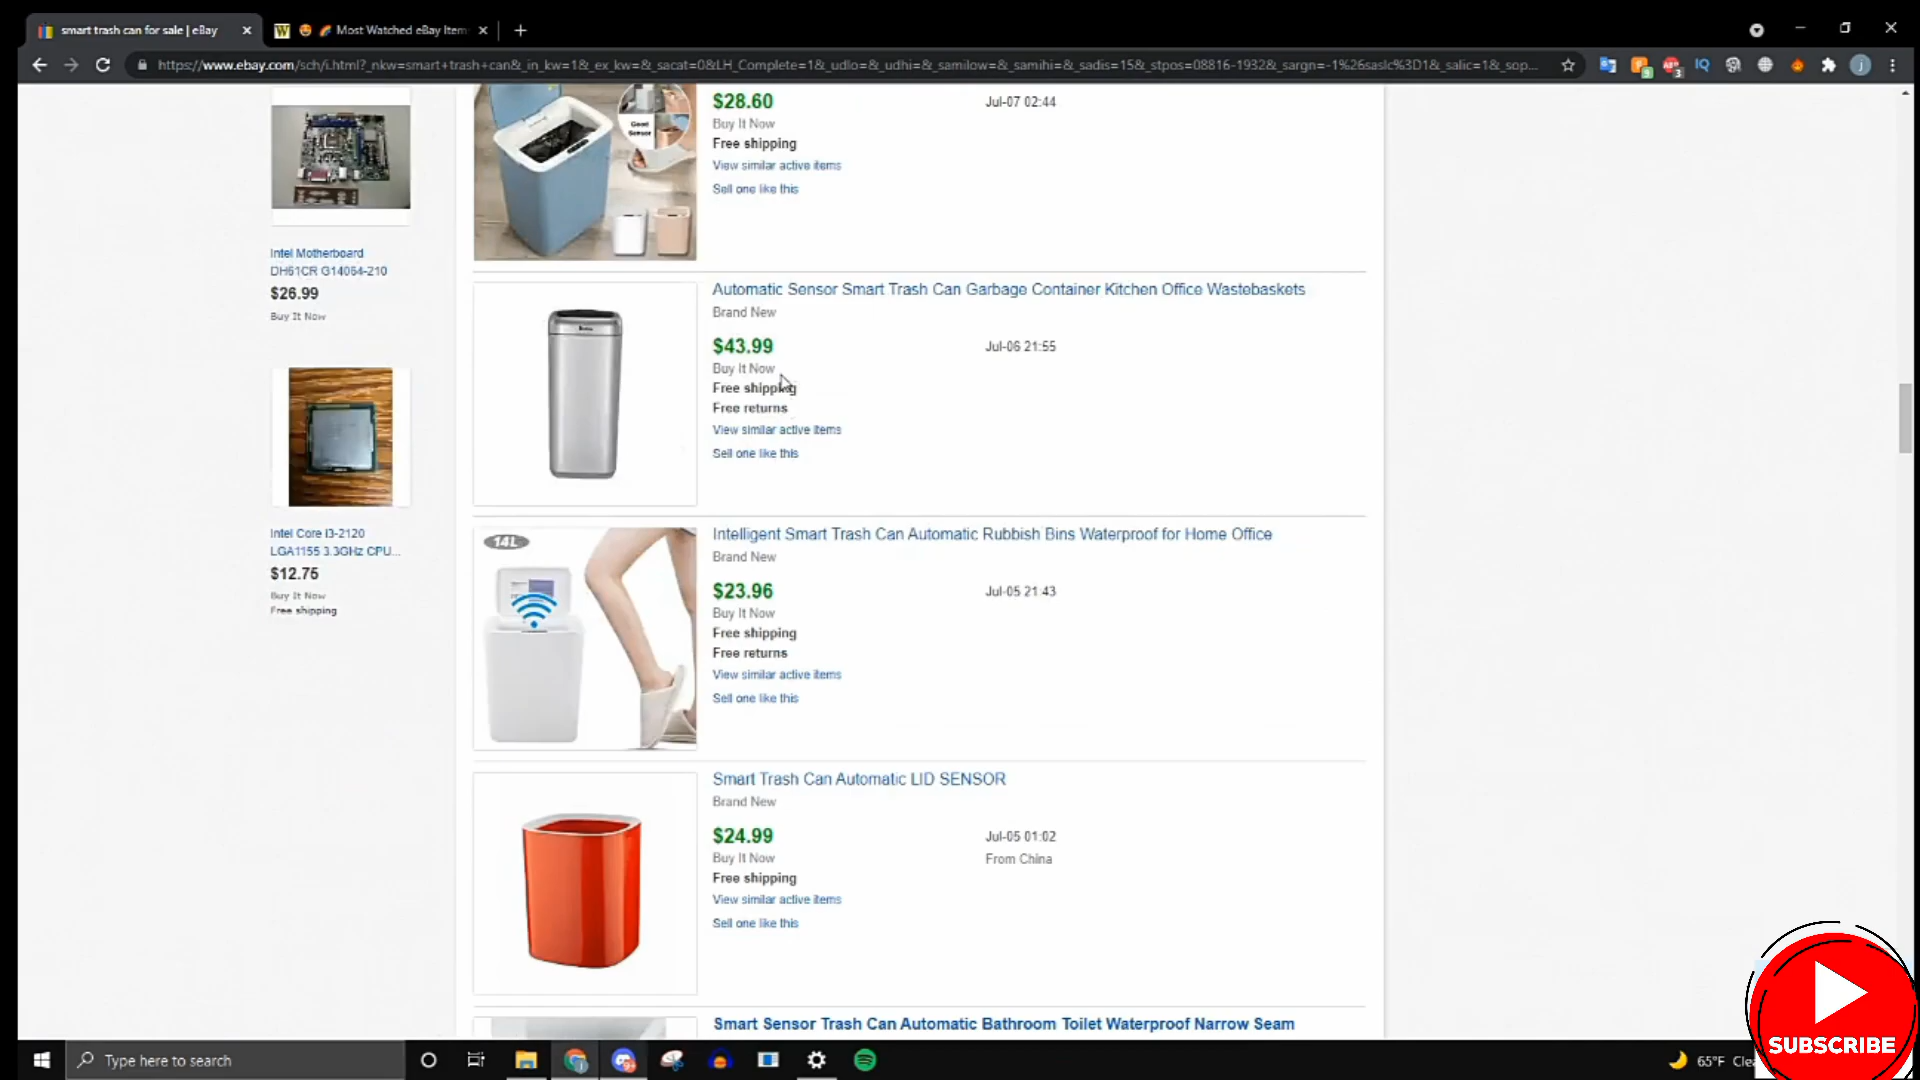 smart trash can for sale | eBay
Most Watched eBay Item
https://www.ebay.com/sch/i.html?_nkw=smart+trash+can&_in_kw=1&_ex_kw=&_sacat=0&LH_Complete=1&_udlo=&_udhi=&_samilow=&_samihi=&_sadis=15&_stpos=08816-1932&_sargn=-1%26saslc%3D1&_salic=1&_sop...
Intel Motherboard
DH61CR G14064-210
$26.99
Buy It Now
Intel Core i3-2120
LGA1155 3.3GHz CPU...
$12.75
Buy It Now
Free shipping
Good
Sensor
$28.60
Jul-07 02:44
Buy It Now
Free shipping
View similar active items
Sell one like this
Automatic Sensor Smart Trash Can Garbage Container Kitchen Office Wastebaskets
Brand New
$43.99
Jul-06 21:55
Buy It Now
Free shipping
Free returns
View similar active items
Sell one like this
14L
Intelligent Smart Trash Can Automatic Rubbish Bins Waterproof for Home Office
Brand New
$23.96
Jul-05 21:43
Buy It Now
Free shipping
Free returns
View similar active items
Sell one like this
Smart Trash Can Automatic LID SENSOR
Brand New
$24.99
Jul-05 01:02
Buy It Now
From China
Free shipping
View similar active items
Sell one like this
Smart Sensor Trash Can Automatic Bathroom Toilet Waterproof Narrow Seam
SUBSCRIBE
Type here to search
65°F Cle